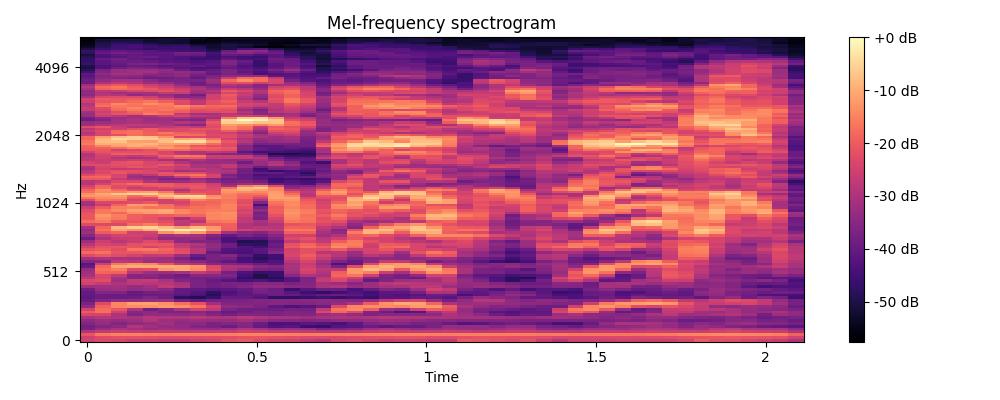 Mel-frequency spectrogram
Hz
4096
2048
1024
512
0
0
0.5
1
1.5
2
Time
+0 dB
-10 dB
-20 dB
-30 dB
-40 dB
-50 dB